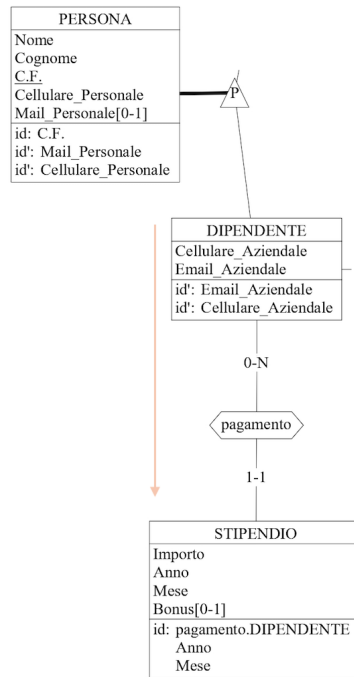 PERSONA
Nome
Cognome
C.F.
Cellulare_Personale
Mail_Personale[0-1]
id: C.F.
id': Mail_Personale
id': Cellulare_Personale
P
DIPENDENTE
Cellulare_Aziendale
Email_Aziendale
id': Email_Aziendale
id': Cellulare_Aziendale
0-N
pagamento
1-1
STIPENDIO
Importo
Anno
Mese
Bonus[0-1]
id: pagamento.DIPENDENTE
Anno
Mese